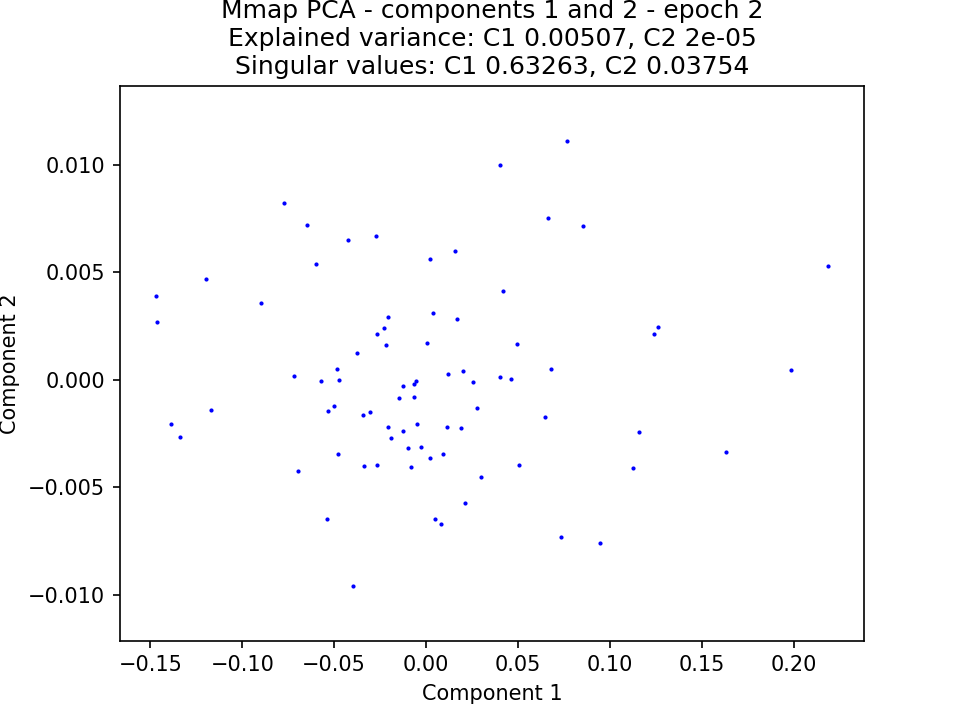 Mmap PCA - components 1 and 2 - epoch 2
Explained variance: C1 0.00507, C2 2e-05
Singular values: C1 0.63263, C2 0.03754
0.010
0.005
0.000
−0.005
−0.010
Component 2
−0.15 −0.10 −0.05 0.00 0.05 0.10 0.15 0.20
Component 1